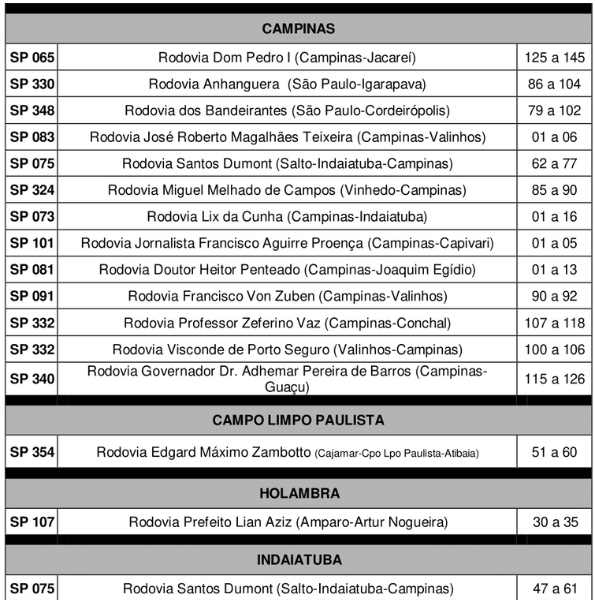 CAMPINAS
SP 065 Rodovia Dom Pedro I (Campinas-Jacareí) 125 a 145
SP 330 Rodovia Anhanguera (São Paulo-Igarapava) 86 a 104
SP 348 Rodovia dos Bandeirantes (São Paulo-Cordeirópolis) 79 a 102
SP 083 Rodovia José Roberto Magalhães Teixeira (Campinas-Valinhos) 01 a 06
SP 075 Rodovia Santos Dumont (Salto-Indaiatuba-Campinas) 62 a 77
SP 324 Rodovia Miguel Melhado de Campos (Vinhedo-Campinas) 85 a 90
SP 073 Rodovia Lix da Cunha (Campinas-Indaiatuba) 01 a 16
SP 101 Rodovia Jornalista Francisco Aguirre Proença (Campinas-Capivari) 01 a 05
SP 081 Rodovia Doutor Heitor Penteado (Campinas-Joaquim Egídio) 01 a 13
SP 091 Rodovia Francisco Von Zuben (Campinas-Valinhos) 90 a 92
SP 332 Rodovia Professor Zeferino Vaz (Campinas-Conchal) 107 a 118
SP 332 Rodovia Visconde de Porto Seguro (Valinhos-Campinas) 100 a 106
SP 340 Rodovia Governador Dr. Adhemar Pereira de Barros (Campinas- 115 a 126
Guaçu)
CAMPO LIMPO PAULISTA
SP 354 Rodovia Edgard Máximo Zambotto (Cajamar-Cpo Lpo Paulista-Atibaia) 51 a 60
HOLAMBRA
SP 107 Rodovia Prefeito Lian Aziz (Amparo-Artur Nogueira) 30 a 35
INDAIATUBA
SP 075 Rodovia Santos Dumont (Salto-Indaiatuba-Campinas) 47 a 61